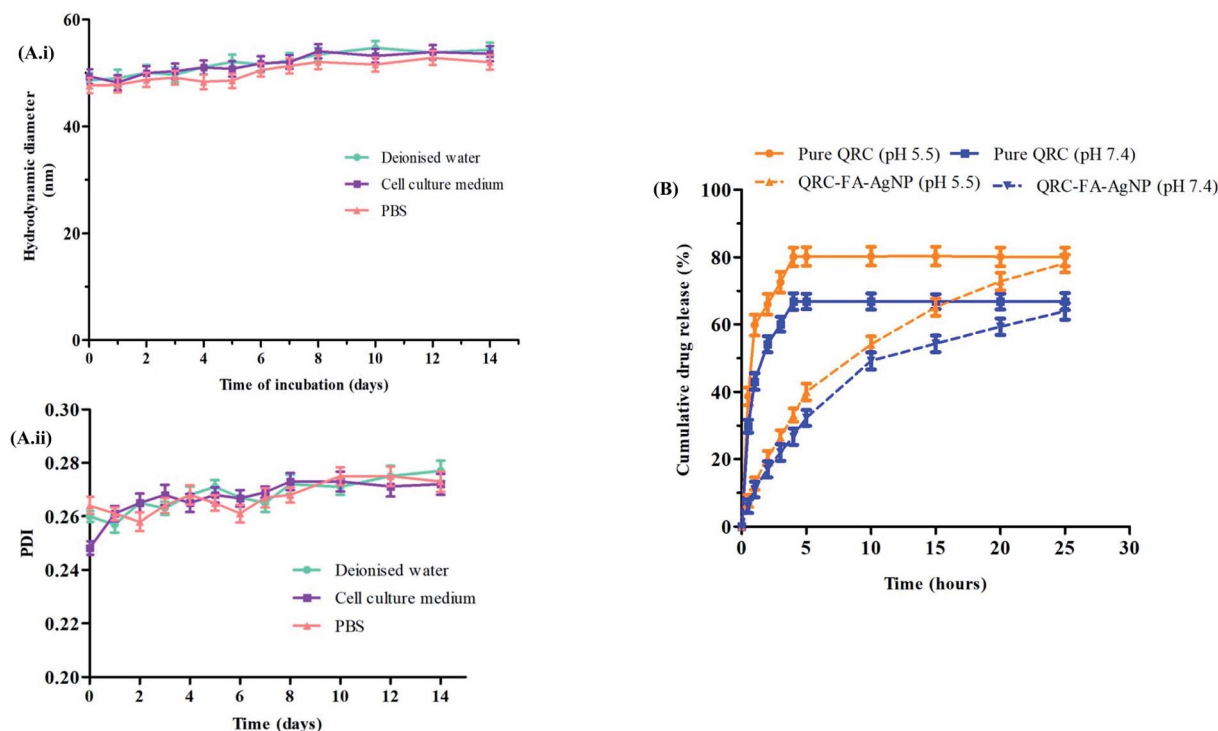 (A.i)
Hydrodynamic diameter
(nm)
60
40
20
0
Deionised water
Cell culture medium
PBS
0 2 4 6 8 10 12 14
Time of incubation (days)
(A.ii)
PDI
0.30
0.28
0.26
0.24
0.22
0.20
Deionised water
Cell culture medium
PBS
0 2 4 6 7 8 10 12 14
Time (days)
(B)
Pure QRC (pH 5.5) Pure QRC (pH 7.4)
QRC-FA-AgNP (pH 5.5) QRC-FA-AgNP (pH 7.4)
Cumulative drug release (%)
100
80
60
40
20
0
0 5 10 15 20 25 30
Time (hours)